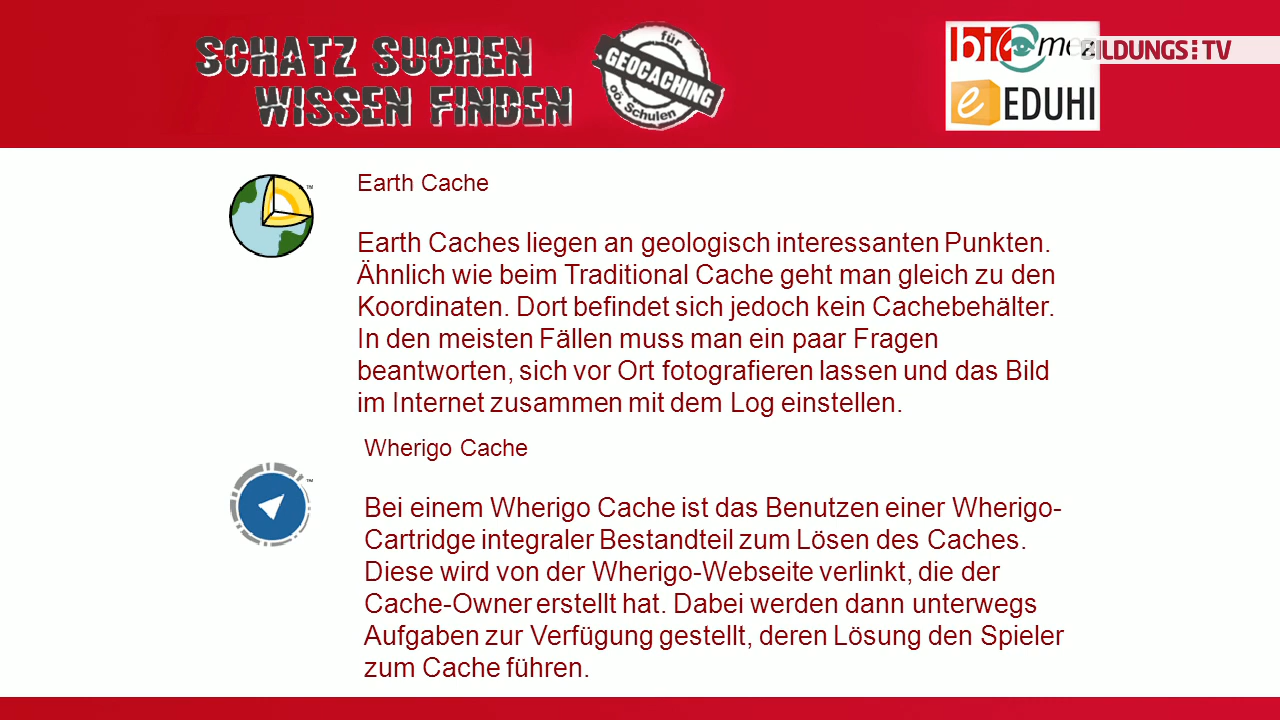 SCHATZ SUCHEN
WISSEN FINDEN
für
GEOCACHING
oö. Schulen
BILDUNGS TV
EDUHI
Earth Cache
Earth Caches liegen an geologisch interessanten Punkten.
Ähnlich wie beim Traditional Cache geht man gleich zu den
Koordinaten. Dort befindet sich jedoch kein Cachebehälter.
In den meisten Fällen muss man ein paar Fragen
beantworten, sich vor Ort fotografieren lassen und das Bild
im Internet zusammen mit dem Log einstellen.
Wherigo Cache
Bei einem Wherigo Cache ist das Benutzen einer Wherigo-
Cartridge integraler Bestandteil zum Lösen des Caches.
Diese wird von der Wherigo-Webseite verlinkt, die der
Cache-Owner erstellt hat. Dabei werden dann unterwegs
Aufgaben zur Verfügung gestellt, deren Lösung den Spieler
zum Cache führen.